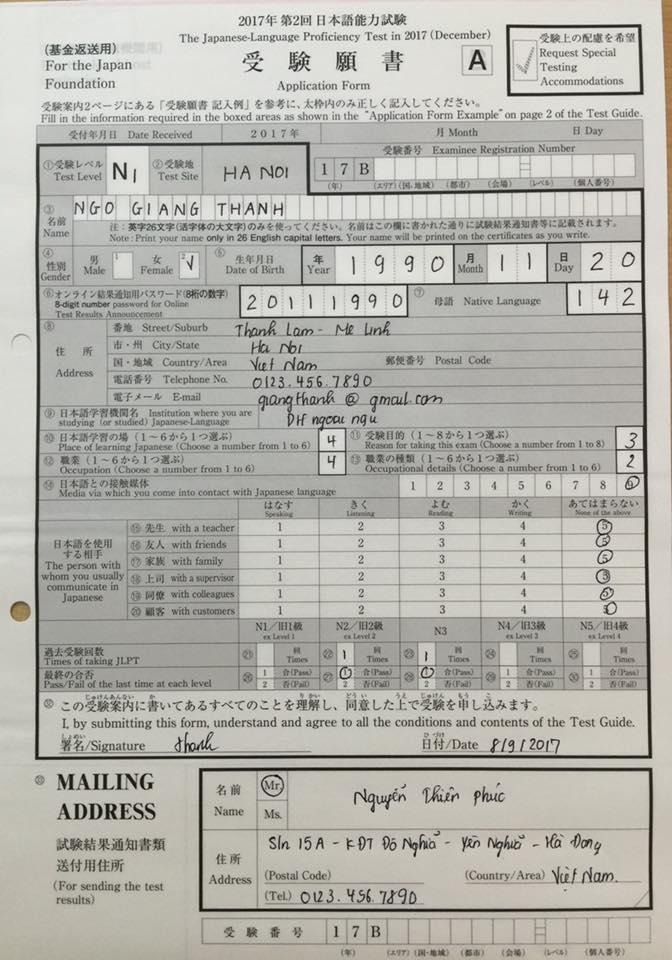 2017年 第2回 日本語能力試験
(基金返送用)
The Japanese-Language Proficiency Test in 2017 (December)
For the Japan
Foundation
受 験 願 書
Application Form
A
受験上の配慮を希望
Request Special
Testing
Accommodations
受験案内2ページにある「受験願書 記入例」を参考に、太枠内のみ正しく記入してください。
Fill in the information required in the boxed areas as shown in the "Application Form Example" on page 2 of the Test Guide.
受付年月日 Date Received 2 0 1 7 年 月 Month 日 Day
①受験レベル Test Level N1 ②受験地 Test Site HA NOI
受験番号 Examinee Registration Number
1 7 B
(年) (エリア) (国・地域) (都市) (会場) (レベル) (個人番号)
③ 名前 Name NGO GIANG THANH
注:英字26文字(活字体の大文字)のみを使ってください。名前はこの欄に書かれた通りに試験結果通知書等に記載されます。
Note : Print your name only in 26 English capital letters. Your name will be printed on the certificates as you write.
④ 性別 Gender 男 Male 1 女 Female 2 √ ⑤ 生年月日 Date of Birth 年 Year 1 9 9 0 月 Month 1 1 日 Day 2 0
⑥オンライン結果通知用パスワード(8桁の数字)
8-digit number password for Online
Test Results Announcement
2 0 1 1 1 9 9 0
⑦ 母語 Native Language 1 4 2
⑧ 住所 Address
番地 Street/Suburb Thanh Lam - Me Linh
市・州 City/State Ha Noi
国・地域 Country/Area Viet Nam 郵便番号 Postal Code
電話番号 Telephone No. 0123.456.7890
電子メール E-mail giangthanh @ gmail.com
⑨日本語学習機関名 Institution where you are
studying (or studied) Japanese-Language
DH ngoai ngu
⑩日本語学習の場(1～6から1つ選ぶ)
Place of learning Japanese (Choose a number from 1 to 6) 4
⑪受験目的(1～8から1つ選ぶ)
Reason for taking this exam (Choose a number from 1 to 8) 3
⑫職業(1～6から1つ選ぶ)
Occupation (Choose a number from 1 to 6) 4
⑬職業の種類(1～6から1つ選ぶ)
Occupational details (Choose a number from 1 to 6) 2
⑭日本語との接触媒体
Media via which you come into contact with Japanese language
1 2 3 4 5 6 7 8 9
はなす Speaking きく Listening よむ Reading かく Writing あてはまらない None of the above
日本語を使用
する相手
The person with
whom you usually
communicate in
Japanese
⑮先生 with a teacher 1 2 3 4 5
⑯友人 with friends 1 2 3 4 5
⑰家族 with family 1 2 3 4 5
⑱上司 with a supervisor 1 2 3 4 5
⑲同僚 with colleagues 1 2 3 4 5
⑳顧客 with customers 1 2 3 4 5
N1/旧1級 ex Level 1 N2/旧2級 ex Level 2 N3 N4/旧3級 ex Level 3 N5/旧4級 ex Level 4
過去受験回数
Times of taking JLPT
㉑ 回 Times ㉒ 1 回 Times ㉓ 1 回 Times ㉔ 回 Times ㉕ 回 Times
最終の合否
Pass/Fail of the last time at each level
㉖ 1 合(Pass) ㉗ 1 合(Pass) ㉘ 1 合(Pass) ㉙ 1 合(Pass) ㉚ 1 合(Pass)
2 否(Fail) 2 否(Fail) 2 否(Fail) 2 否(Fail) 2 否(Fail)
この受験案内に書いてあるすべてのことを理解し、同意した上で受験を申し込みます。
I, by submitting this form, understand and agree to all the conditions and contents of the Test Guide.
署名/Signature thanh 日付/Date 8/9/2017
MAILING
ADDRESS
試験結果通知書類
送付用住所
(For sending the test
results)
名前 Name Mr. Ms. Nguyễn Thiên Phúc
住所 Address
Sln 15A - KDT Đô Nghĩa - Yên Nghĩa - Hà Đông
(Postal Code) (Country/Area) Việt Nam.
(Tel.) 0123.456.7890
受験番号 1 7 B
(年) (エリア) (国・地域) (都市) (会場) (レベル) (個人番号)